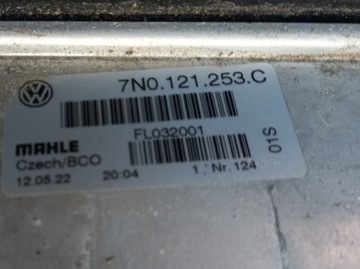 7N0.121.253.C
FL032001
MAHLE
Czech/BCO
12.05.22 20:04 1 / Nr.124
01S